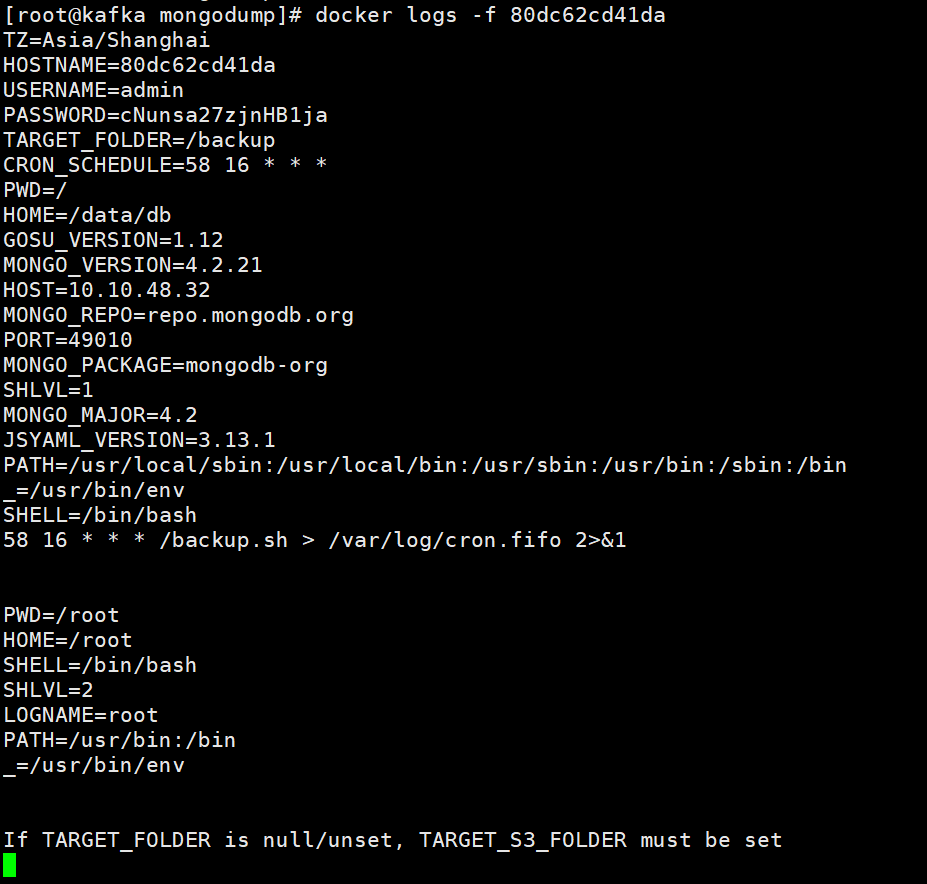 [root@kafka mongodump]# docker logs -f 80dc62cd41da
TZ=Asia/Shanghai
HOSTNAME=80dc62cd41da
USERNAME=admin
PASSWORD=cNunsa27zjnHB1ja
TARGET_FOLDER=/backup
CRON_SCHEDULE=58 16 * * *
PWD=/
HOME=/data/db
GOSU_VERSION=1.12
MONGO_VERSION=4.2.21
HOST=10.10.48.32
MONGO_REPO=repo.mongodb.org
PORT=49010
MONGO_PACKAGE=mongodb-org
SHLVL=1
MONGO_MAJOR=4.2
JSYAML_VERSION=3.13.1
PATH=/usr/local/sbin:/usr/local/bin:/usr/sbin:/usr/bin:/sbin:/bin
_=/usr/bin/env
SHELL=/bin/bash
58 16 * * * /backup.sh > /var/log/cron.fifo 2>&1
PWD=/root
HOME=/root
SHELL=/bin/bash
SHLVL=2
LOGNAME=root
PATH=/usr/bin:/bin
_=/usr/bin/env
If TARGET_FOLDER is null/unset, TARGET_S3_FOLDER must be set